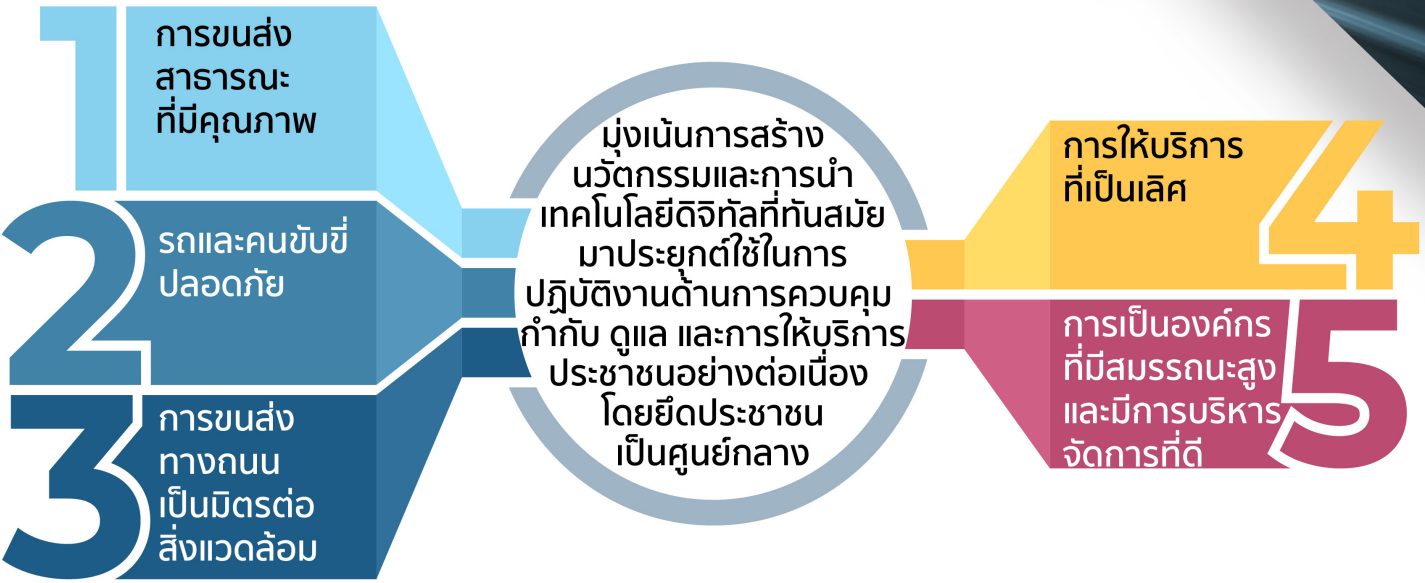 1
การขนส่ง
สาธารณะ
ที่มีคุณภาพ
2
รถและคนขับขี่
ปลอดภัย
3
การขนส่ง
ทางถนน
เป็นมิตรต่อ
สิ่งแวดล้อม
มุ่งเน้นการสร้าง
นวัตกรรมและการนำ
เทคโนโลยีดิจิทัลที่ทันสมัย
มาประยุกต์ใช้ในการ
ปฏิบัติงานด้านการควบคุม
กำกับ ดูแล และการให้บริการ
ประชาชนอย่างต่อเนื่อง
โดยยึดประชาชน
เป็นศูนย์กลาง
การให้บริการ
ที่เป็นเลิศ
4
การเป็นองค์กร
ที่มีสมรรถนะสูง
และมีการบริหาร
จัดการที่ดี
5